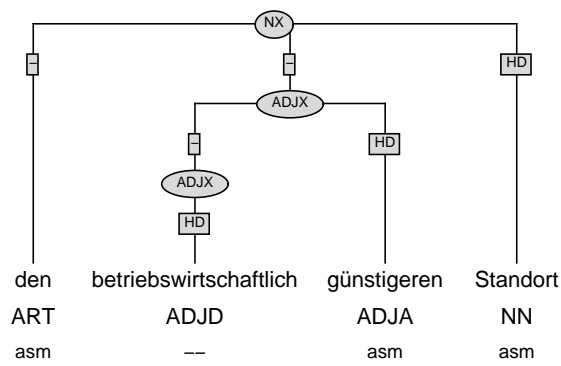 NX
– – HD
ADJX
– HD
ADJX
HD
den betriebswirtschaftlich günstigeren Standort
ART ADJD ADJA NN
asm −− asm asm